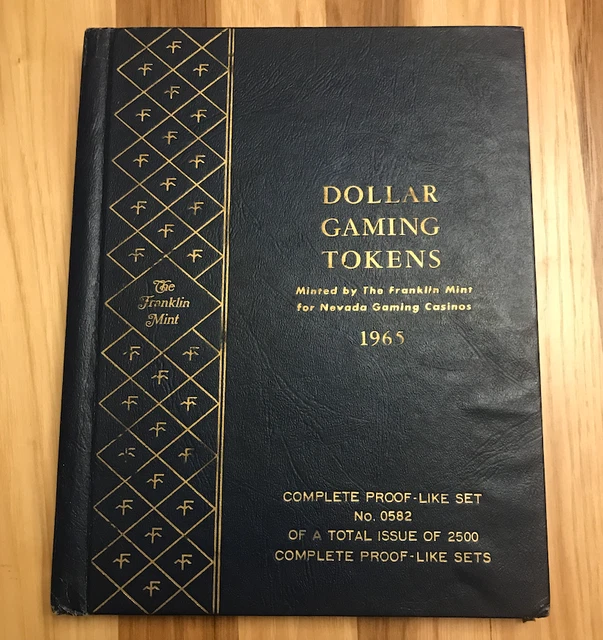 The
Franklin
Mint
DOLLAR
GAMING
TOKENS
Minted by The Franklin Mint
for Nevada Gaming Casinos
1965
COMPLETE PROOF-LIKE SET
No. 0582
OF A TOTAL ISSUE OF 2500
COMPLETE PROOF-LIKE SETS